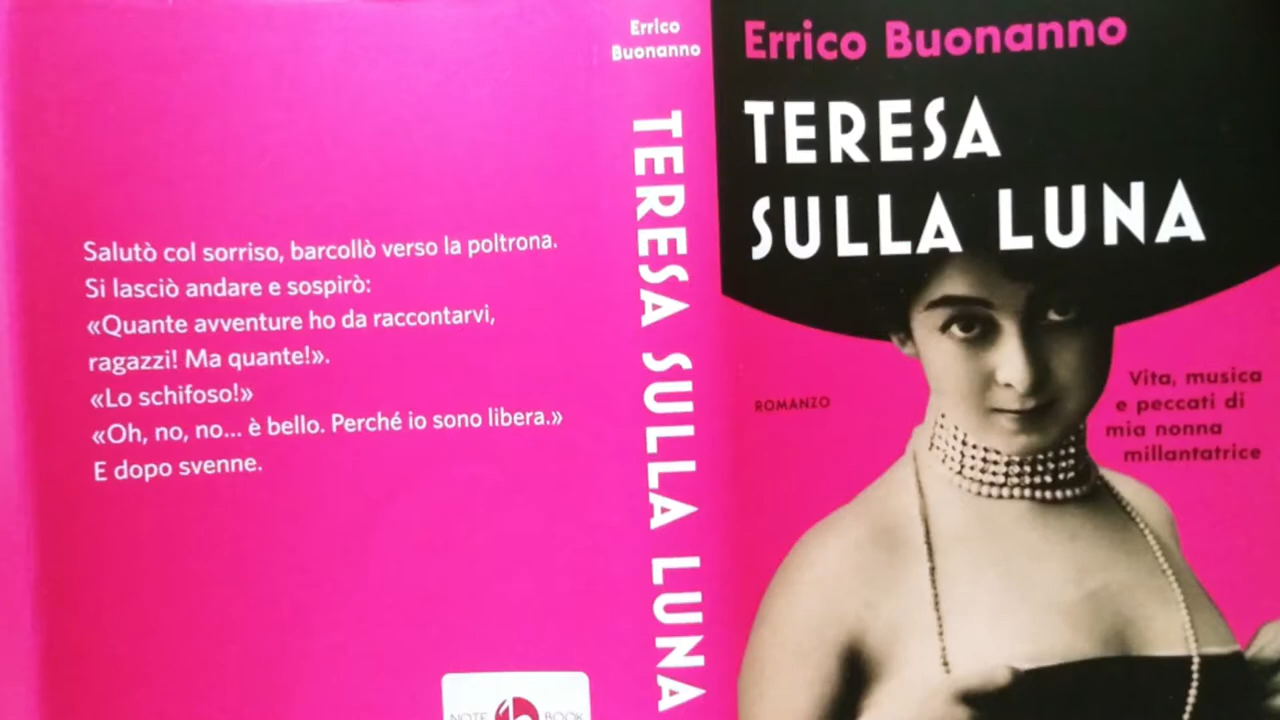 Salutò col sorriso, barcollò verso la poltrona.
Si lasciò andare e sospirò:
«Quante avventure ho da raccontarvi,
ragazzi! Ma quante!».
«Lo schifoso!»
«Oh, no, no... è bello. Perché io sono libera.»
E dopo svenne.
NOTE b BOOK
Errico
Buonanno
TERESA SULLA LUNA
Errico Buonanno
TERESA
SULLA LUNA
ROMANZO
Vita, musica
e peccati di
mia nonna
millantatrice